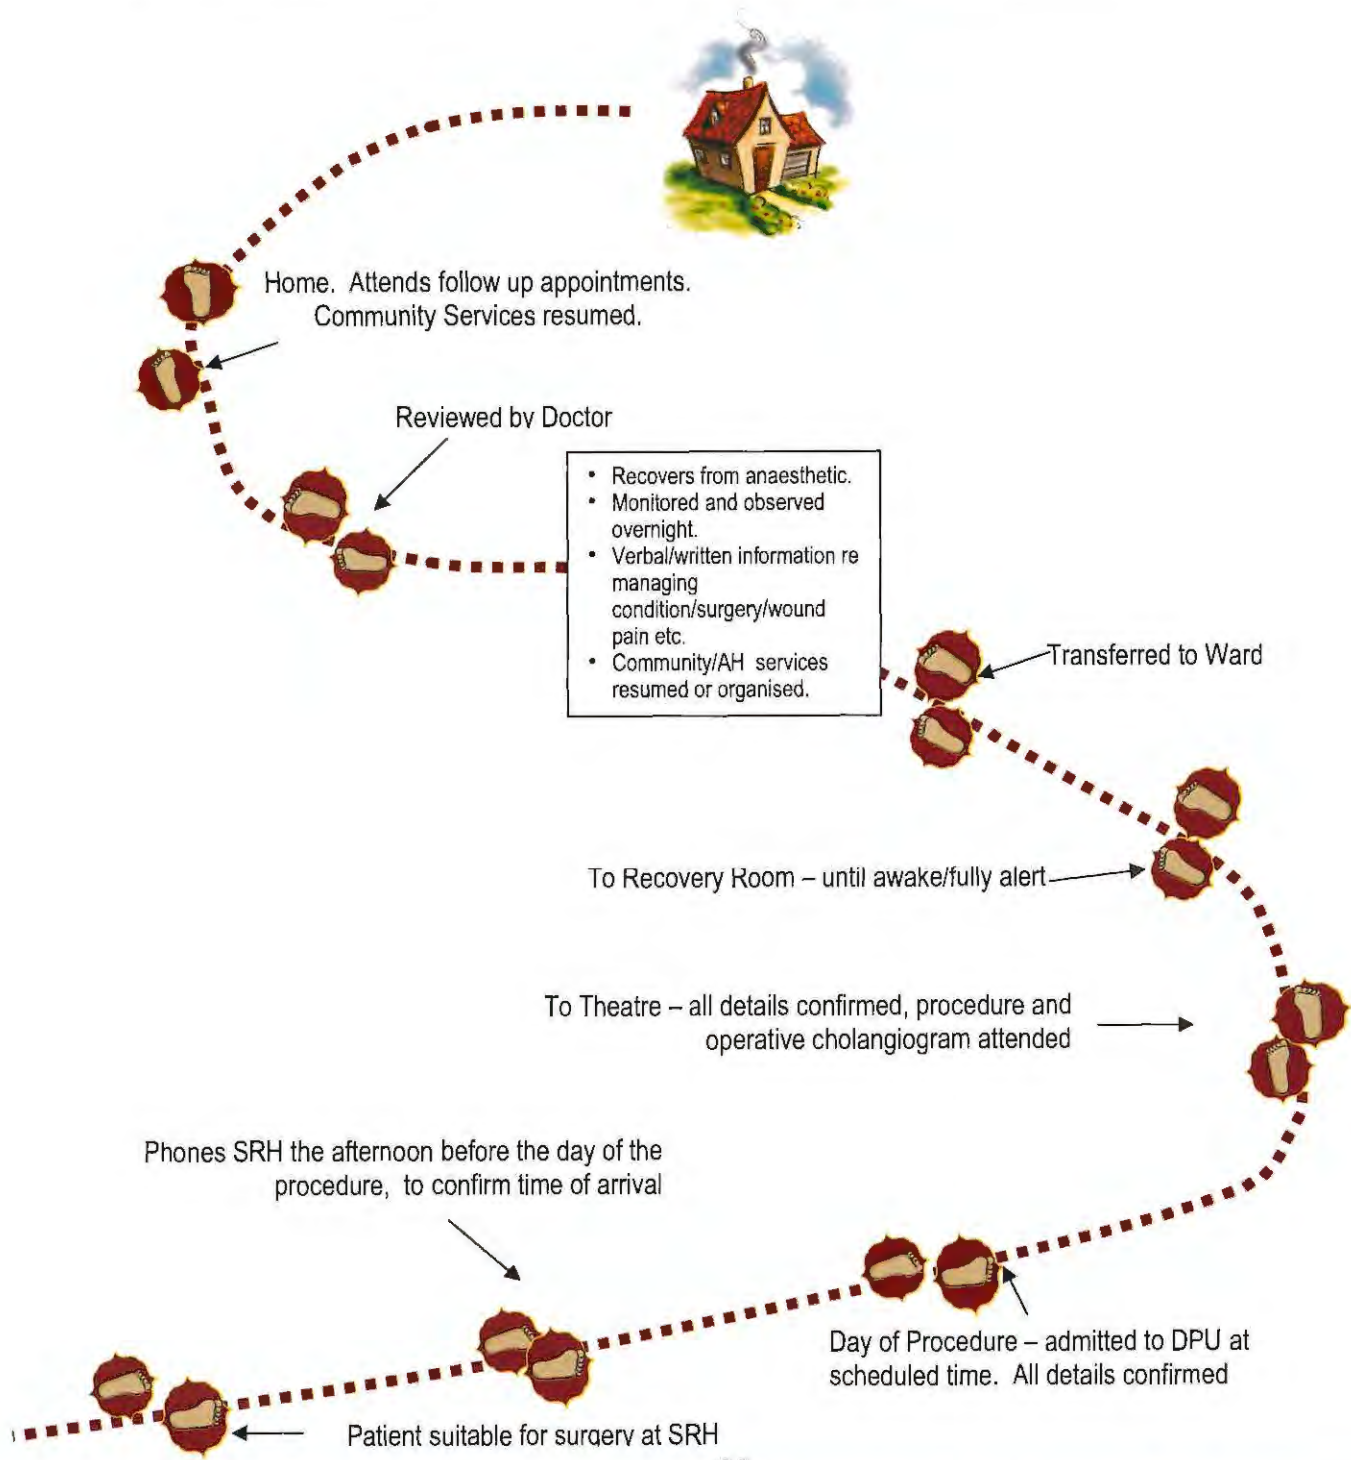 Home.  Attends follow up appointments.
Community Services resumed.
Reviewed by Doctor
• Recovers from anaesthetic.
• Monitored and observed
overnight.
• Verbal/written information re
managing
condition/surgery/wound
pain etc.
• Community/AH  services
resumed or organised.
Transferred to Ward
To Recovery Room – until awake/fully alert
To Theatre – all details confirmed, procedure and
operative cholangiogram attended
Phones SRH the afternoon before the day of the
procedure,  to confirm time of arrival
Day of Procedure – admitted to DPU at
scheduled time.  All details confirmed
Patient suitable for surgery at SRH